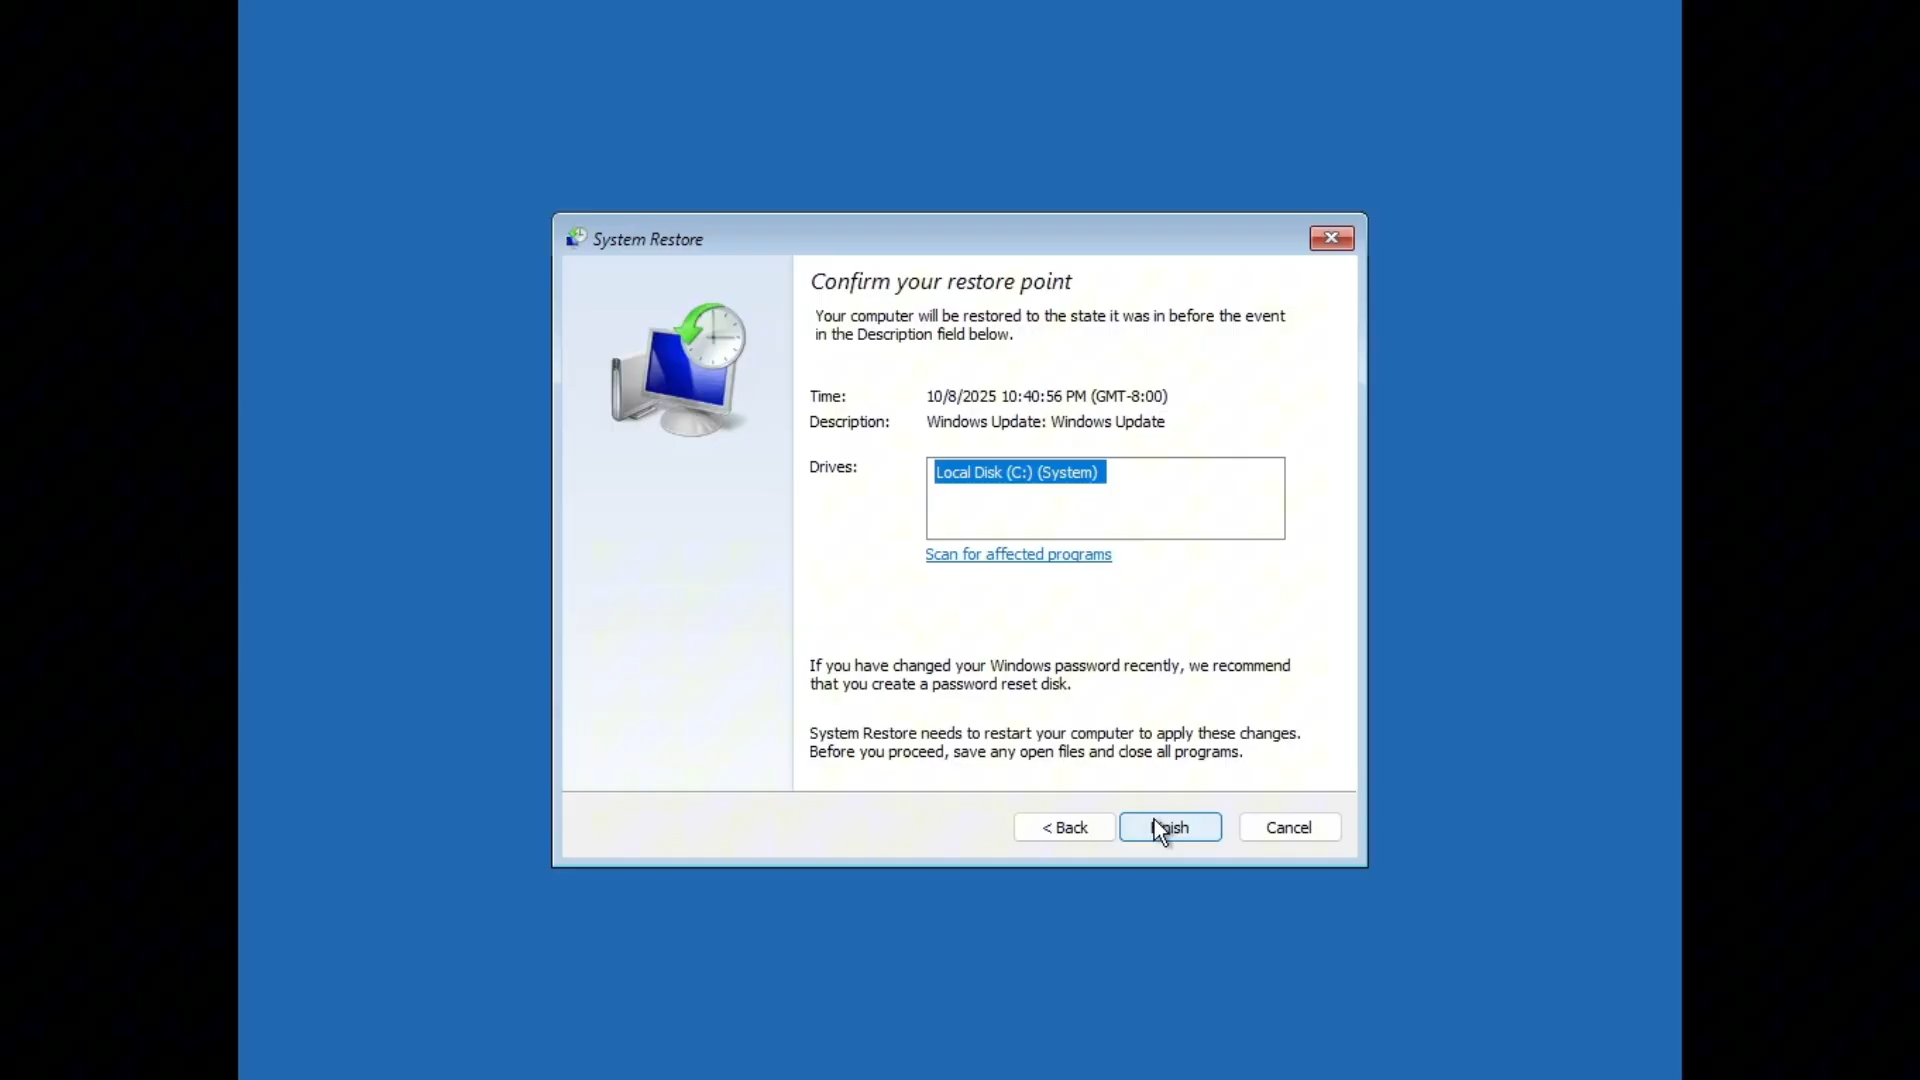 System Restore
Confirm your restore point
Your computer will be restored to the state it was in before the event
in the Description field below.
Time: 10/8/2025 10:40:56 PM (GMT-8:00)
Description: Windows Update: Windows Update
Drives: Local Disk (C:) (System)
Scan for affected programs
If you have changed your Windows password recently, we recommend
that you create a password reset disk.
System Restore needs to restart your computer to apply these changes.
Before you proceed, save any open files and close all programs.
< Back Finish Cancel